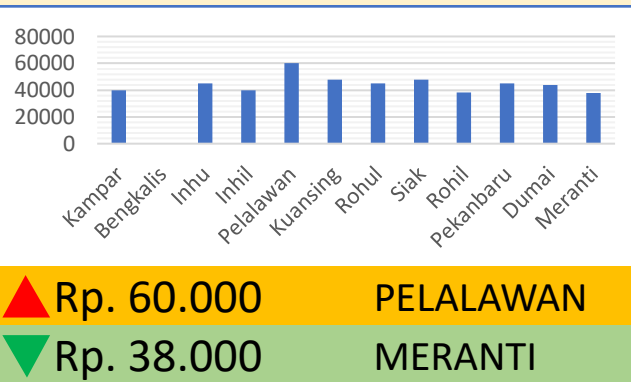 80000
60000
40000
20000
0
Kampar
Bengkalis
Inhu
Inhil
Pelalawan
Kuansing
Rohul
Siak
Rohil
Pekanbaru
Dumai
Meranti
Rp. 60.000 PELALAWAN
Rp. 38.000 MERANTI